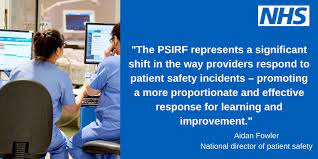 NHS
"The PSIRF represents a significant
shift in the way providers respond to
patient safety incidents – promoting
a more proportionate and effective
response for learning and
improvement."
Aidan Fowler
National director of patient safety